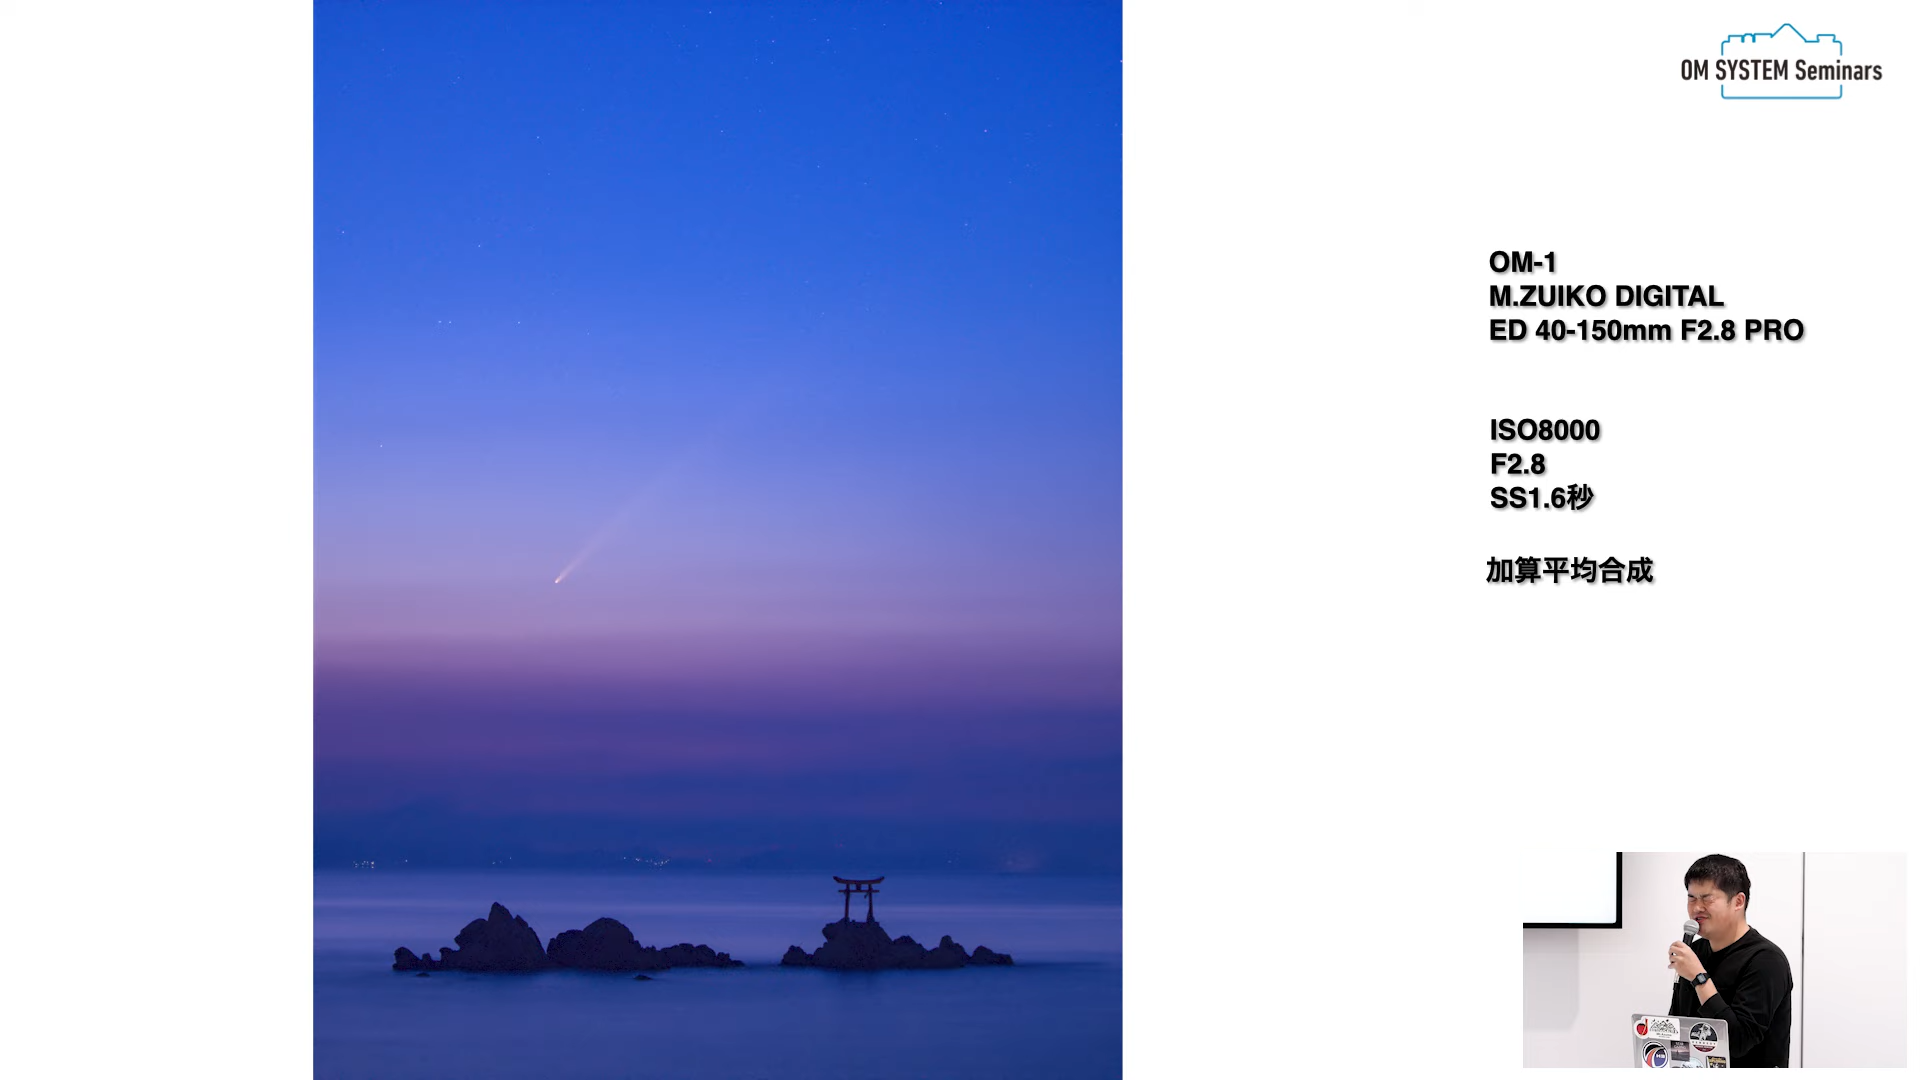 OM SYSTEM Seminars
OM-1
M.ZUIKO DIGITAL
ED 40-150mm F2.8 PRO
ISO8000
F2.8
SS1.6秒
加算平均合成